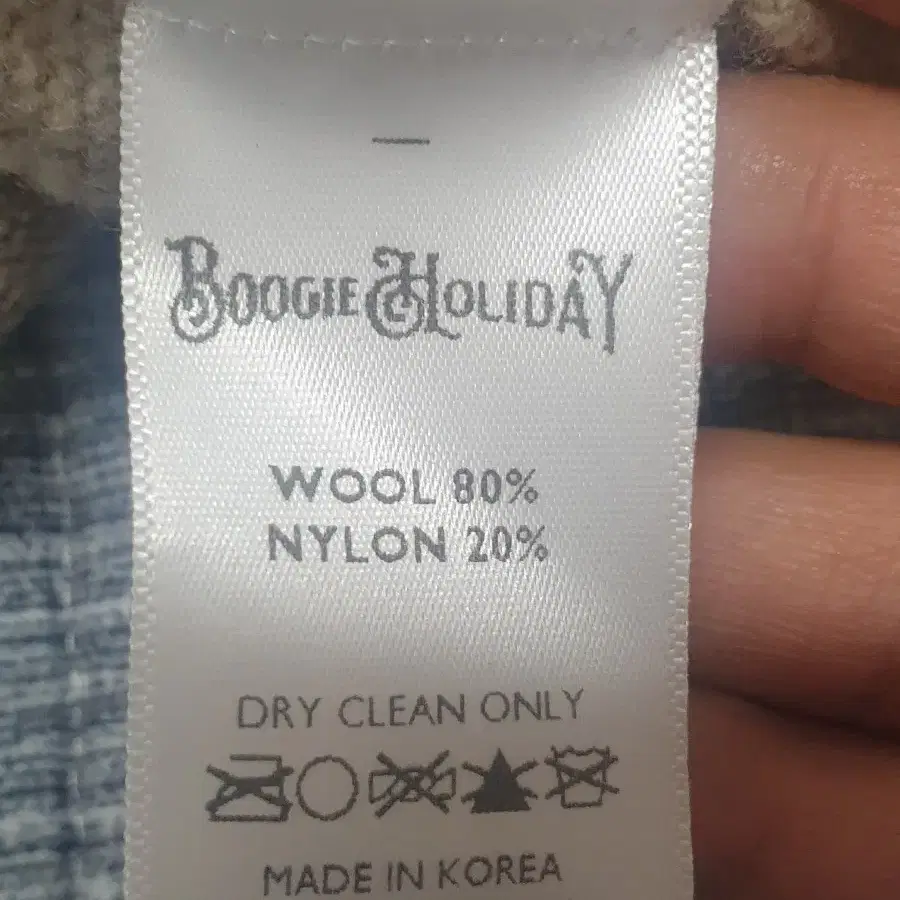 BOOGIE HOLIDAY
WOOL 80%
NYLON 20%
DRY CLEAN ONLY
MADE IN KOREA